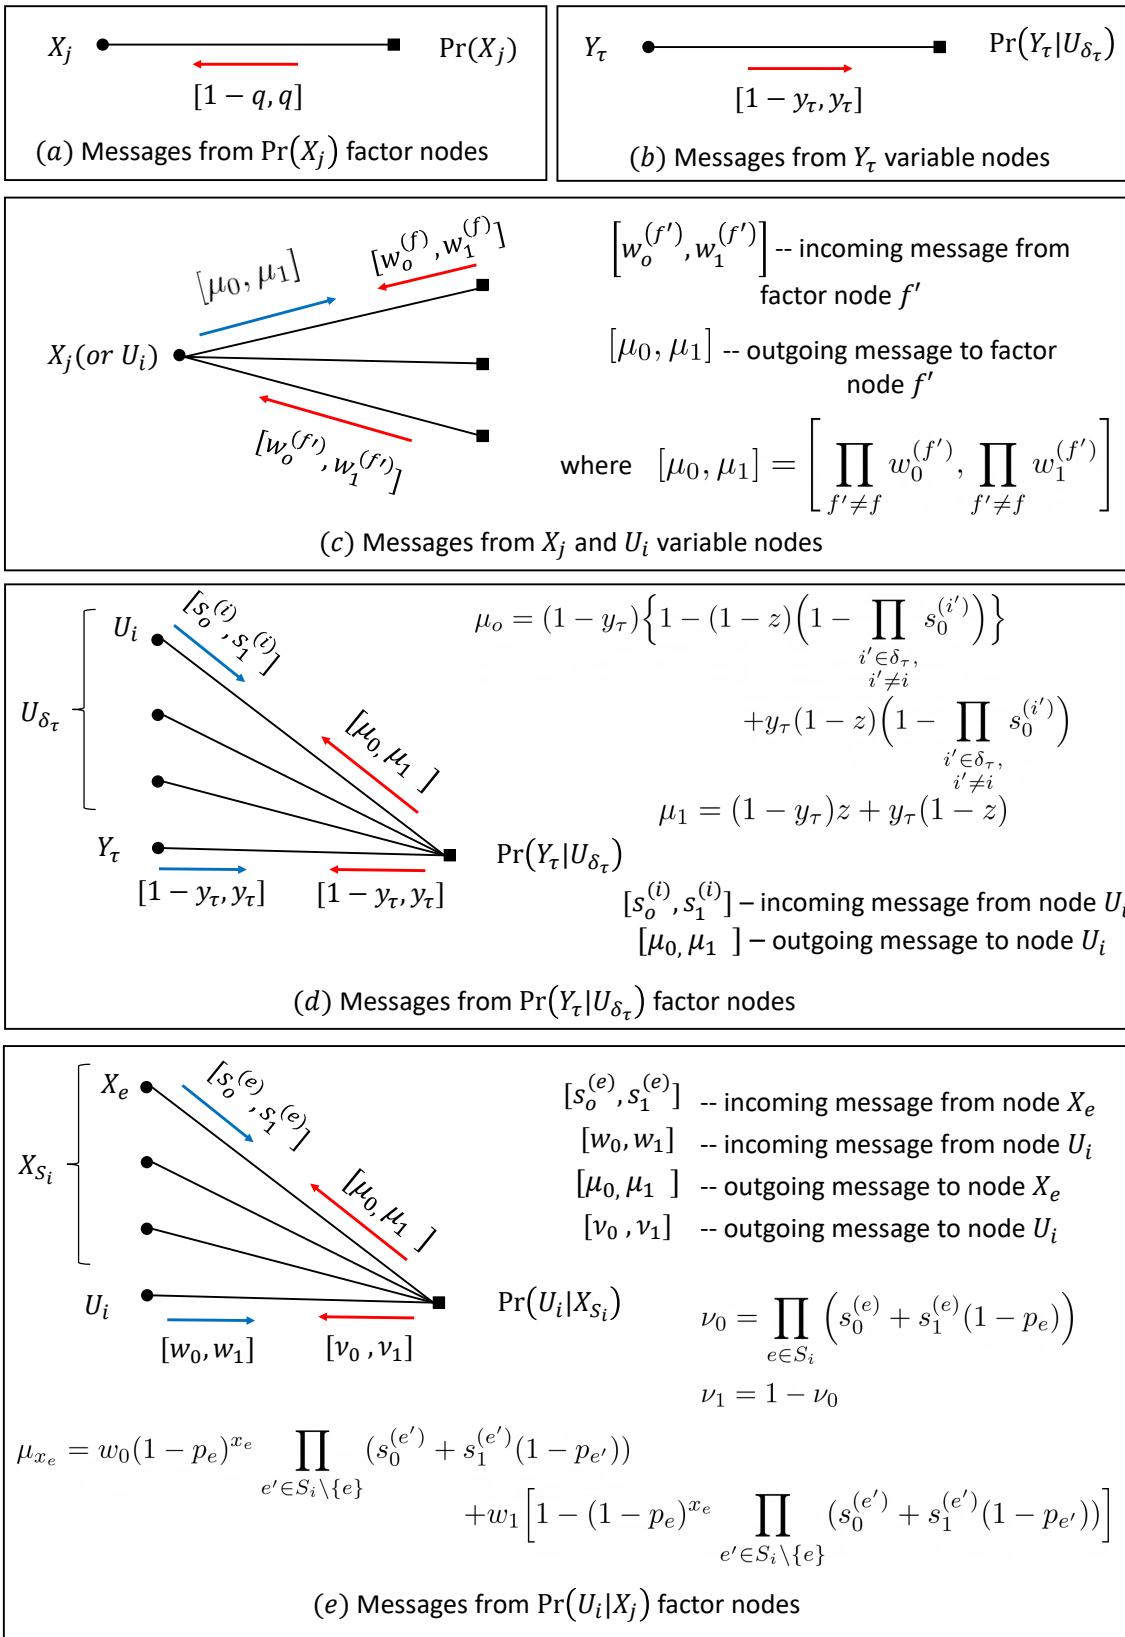 X_j Pr(X_j)
[1 − q, q]
(a) Messages from Pr(X_j) factor nodes
Y_τ Pr(Y_τ|U_{δ_τ})
[1 − y_τ, y_τ]
(b) Messages from Y_τ variable nodes
[μ_0, μ_1]
[w_o^{(f)}, w_1^{(f)}]
X_j(or U_i)
[w_o^{(f')}, w_1^{(f')}]
[w_o^{(f')}, w_1^{(f')}] -- incoming message from
factor node f'
[μ_0, μ_1] -- outgoing message to factor
node f'
where [μ_0, μ_1] = [∏_{f'≠f} w_0^{(f')}, ∏_{f'≠f} w_1^{(f')}]
(c) Messages from X_j and U_i variable nodes
U_i
[s_o^{(i)}, s_1^{(i)}]
U_{δ_τ}
[μ_{0,} μ_1 ]
Y_τ
Pr(Y_τ|U_{δ_τ})
[1 − y_τ, y_τ] [1 − y_τ, y_τ]
μ_o = (1 − y_τ){1 − (1 − z)(1 − ∏_{i'∈δ_τ, i'≠i} s_0^{(i')})}
+y_τ(1 − z)(1 − ∏_{i'∈δ_τ, i'≠i} s_0^{(i')})
μ_1 = (1 − y_τ)z + y_τ(1 − z)
[s_o^{(i)}, s_1^{(i)}] – incoming message from node U_i
[μ_{0,} μ_1 ] – outgoing message to node U_i
(d) Messages from Pr(Y_τ|U_{δ_τ}) factor nodes
X_e
[s_o^{(e)}, s_1^{(e)}]
X_{S_i}
[μ_{0,} μ_1 ]
U_i
Pr(U_i|X_{S_i})
[w_0, w_1] [ν_0 , ν_1]
[s_o^{(e)}, s_1^{(e)}] -- incoming message from node X_e
[w_0, w_1] -- incoming message from node U_i
[μ_{0,} μ_1 ] -- outgoing message to node X_e
[ν_0 , ν_1] -- outgoing message to node U_i
ν_0 = ∏_{e∈S_i} (s_0^{(e)} + s_1^{(e)}(1 − p_e))
ν_1 = 1 − ν_0
μ_{x_e} = w_0(1 − p_e)^{x_e} ∏_{e'∈S_i\{e}} (s_0^{(e')} + s_1^{(e')}(1 − p_{e'}))
+w_1[1 − (1 − p_e)^{x_e} ∏_{e'∈S_i\{e}} (s_0^{(e')} + s_1^{(e')}(1 − p_{e'}))]
(e) Messages from Pr(U_i|X_j) factor nodes